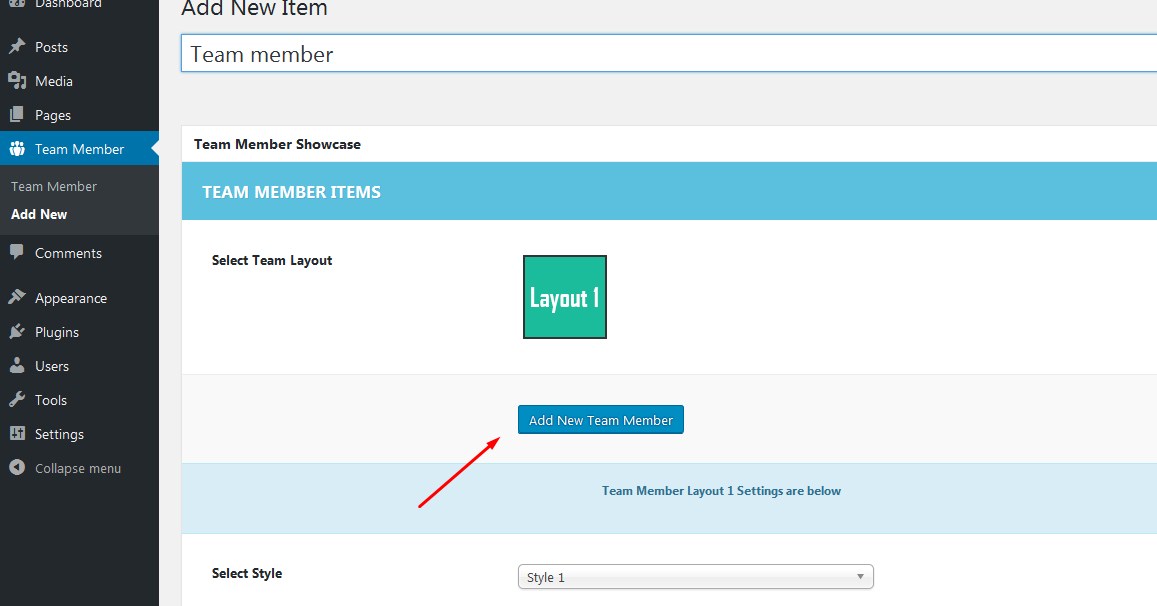 Dashboard
Posts
Media
Pages
Team Member
Team Member
Add New
Comments
Appearance
Plugins
Users
Tools
Settings
Collapse menu
Add New Item
Team member
Team Member Showcase
TEAM MEMBER ITEMS
Select Team Layout
Layout 1
Add New Team Member
Team Member Layout 1 Settings are below
Select Style
Style 1